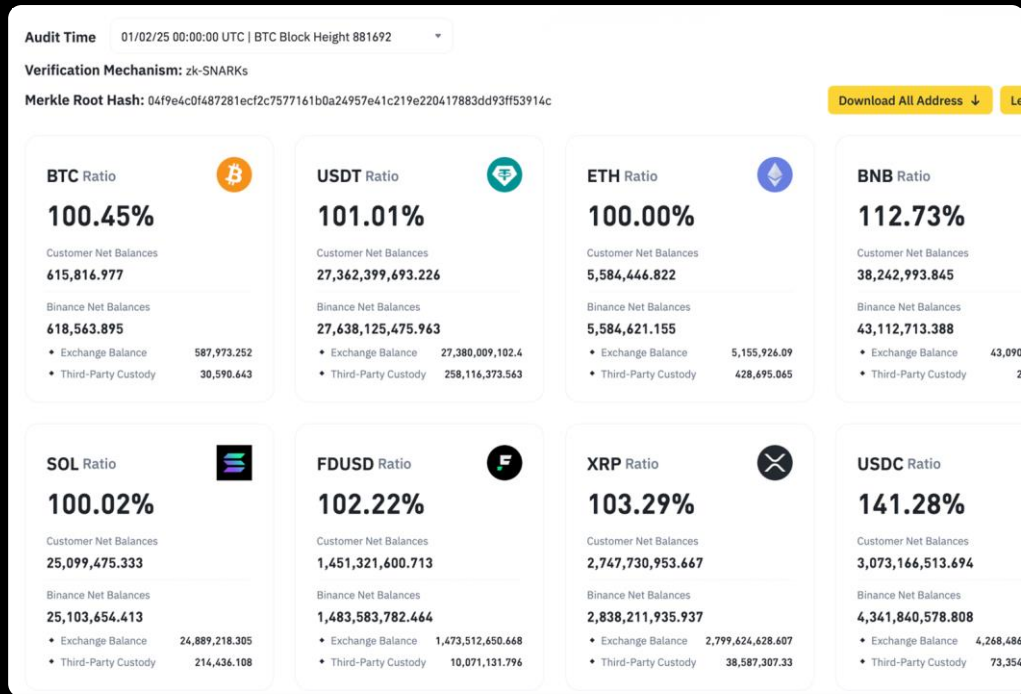 Audit Time 01/02/25 00:00:00 UTC | BTC Block Height 881692
Verification Mechanism: zk-SNARKs
Merkle Root Hash: 04f9e4c0f487281ecf2c7577161b0a24957e41c219e220417883dd93ff53914c
Download All Address ↓ Le
BTC Ratio
100.45%
Customer Net Balances
615,816.977
Binance Net Balances
618,563.895
Exchange Balance 587,973.252
Third-Party Custody 30,590.643
USDT Ratio
101.01%
Customer Net Balances
27,362,399,693.226
Binance Net Balances
27,638,125,475.963
Exchange Balance 27,380,009,102.4
Third-Party Custody 258,116,373.563
ETH Ratio
100.00%
Customer Net Balances
5,584,446.822
Binance Net Balances
5,584,621.155
Exchange Balance 5,155,926.09
Third-Party Custody 428,695.065
BNB Ratio
112.73%
Customer Net Balances
38,242,993.845
Binance Net Balances
43,112,713.388
Exchange Balance 43,090
Third-Party Custody 2
SOL Ratio
100.02%
Customer Net Balances
25,099,475.333
Binance Net Balances
25,103,654.413
Exchange Balance 24,889,218.305
Third-Party Custody 214,436.108
FDUSD Ratio
102.22%
Customer Net Balances
1,451,321,600.713
Binance Net Balances
1,483,583,782.464
Exchange Balance 1,473,512,650.668
Third-Party Custody 10,071,131.796
XRP Ratio
103.29%
Customer Net Balances
2,747,730,953.667
Binance Net Balances
2,838,211,935.937
Exchange Balance 2,799,624,628.607
Third-Party Custody 38,587,307.33
USDC Ratio
141.28%
Customer Net Balances
3,073,166,513.694
Binance Net Balances
4,341,840,578.808
Exchange Balance 4,268,486
Third-Party Custody 73,354